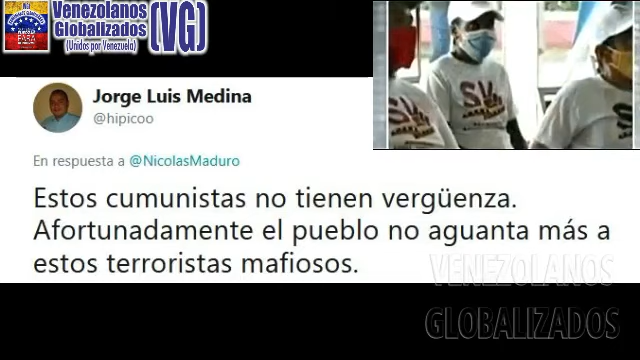 VENEZOLANOS
GLOBALIZADOS
(Unidos por Venezuela)
(VG)
SV
Jorge Luis Medina
@hipicoo
En respuesta a @NicolasMaduro
Estos cumunistas no tienen vergüenza.
Afortunadamente el pueblo no aguanta más a
estos terroristas mafiosos.
VENEZOLANOS
GLOBALIZADOS